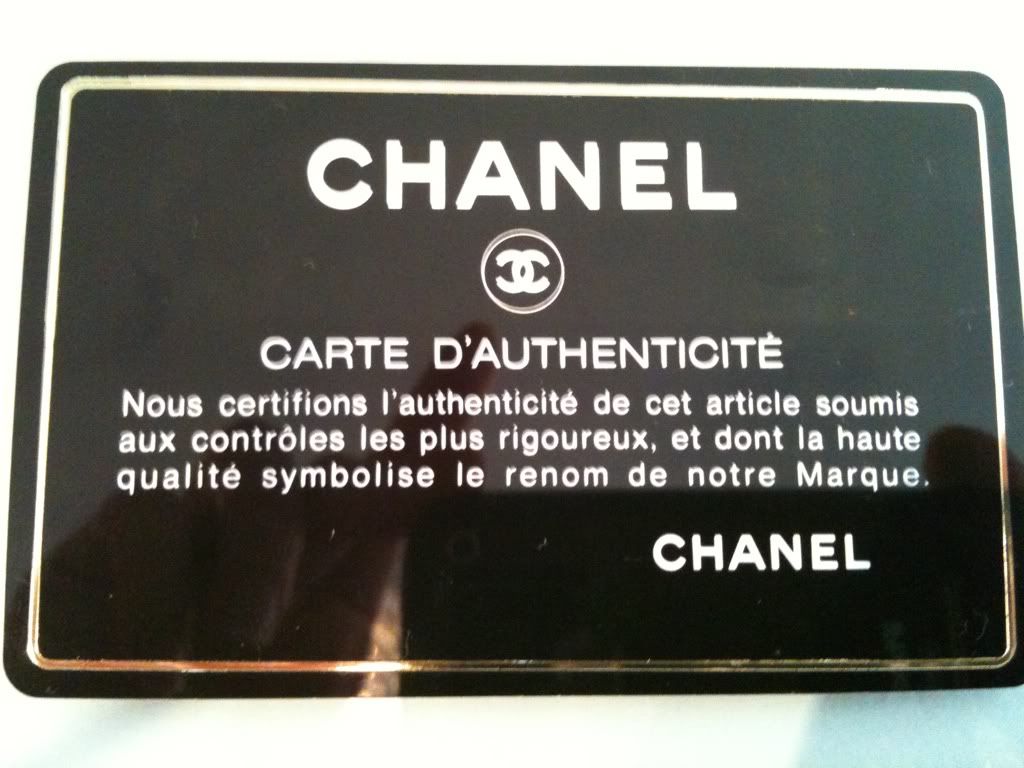 CHANEL
CARTE D'AUTHENTICITÉ
Nous certifions l'authenticité de cet article soumis
aux contrôles les plus rigoureux, et dont la haute
qualité symbolise le renom de notre Marque.
CHANEL